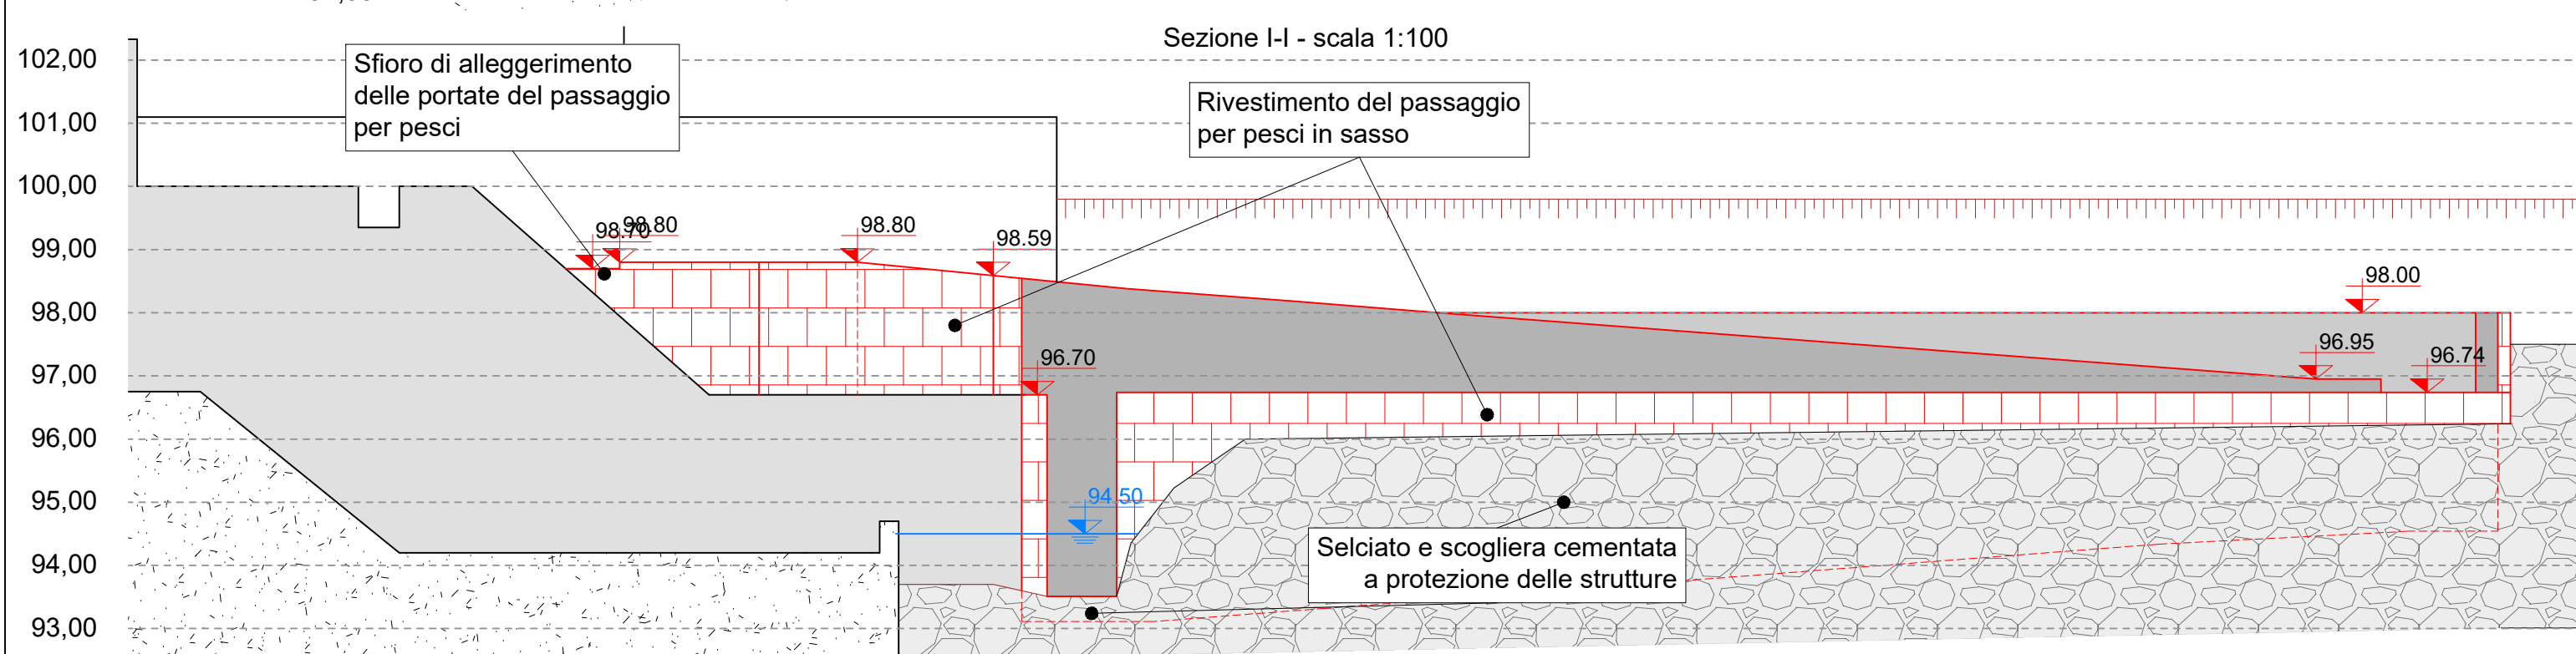 Sezione I-I - scala 1:100
102,00
101,00
100,00
99,00
98,00
97,00
96,00
95,00
94,00
93,00
Sfioro di alleggerimento
delle portate del passaggio
per pesci
Rivestimento del passaggio
per pesci in sasso
98.70
98.80
98.80
98.59
98.00
96.95
96.74
96.70
94.50
Selciato e scogliera cementata
a protezione delle strutture